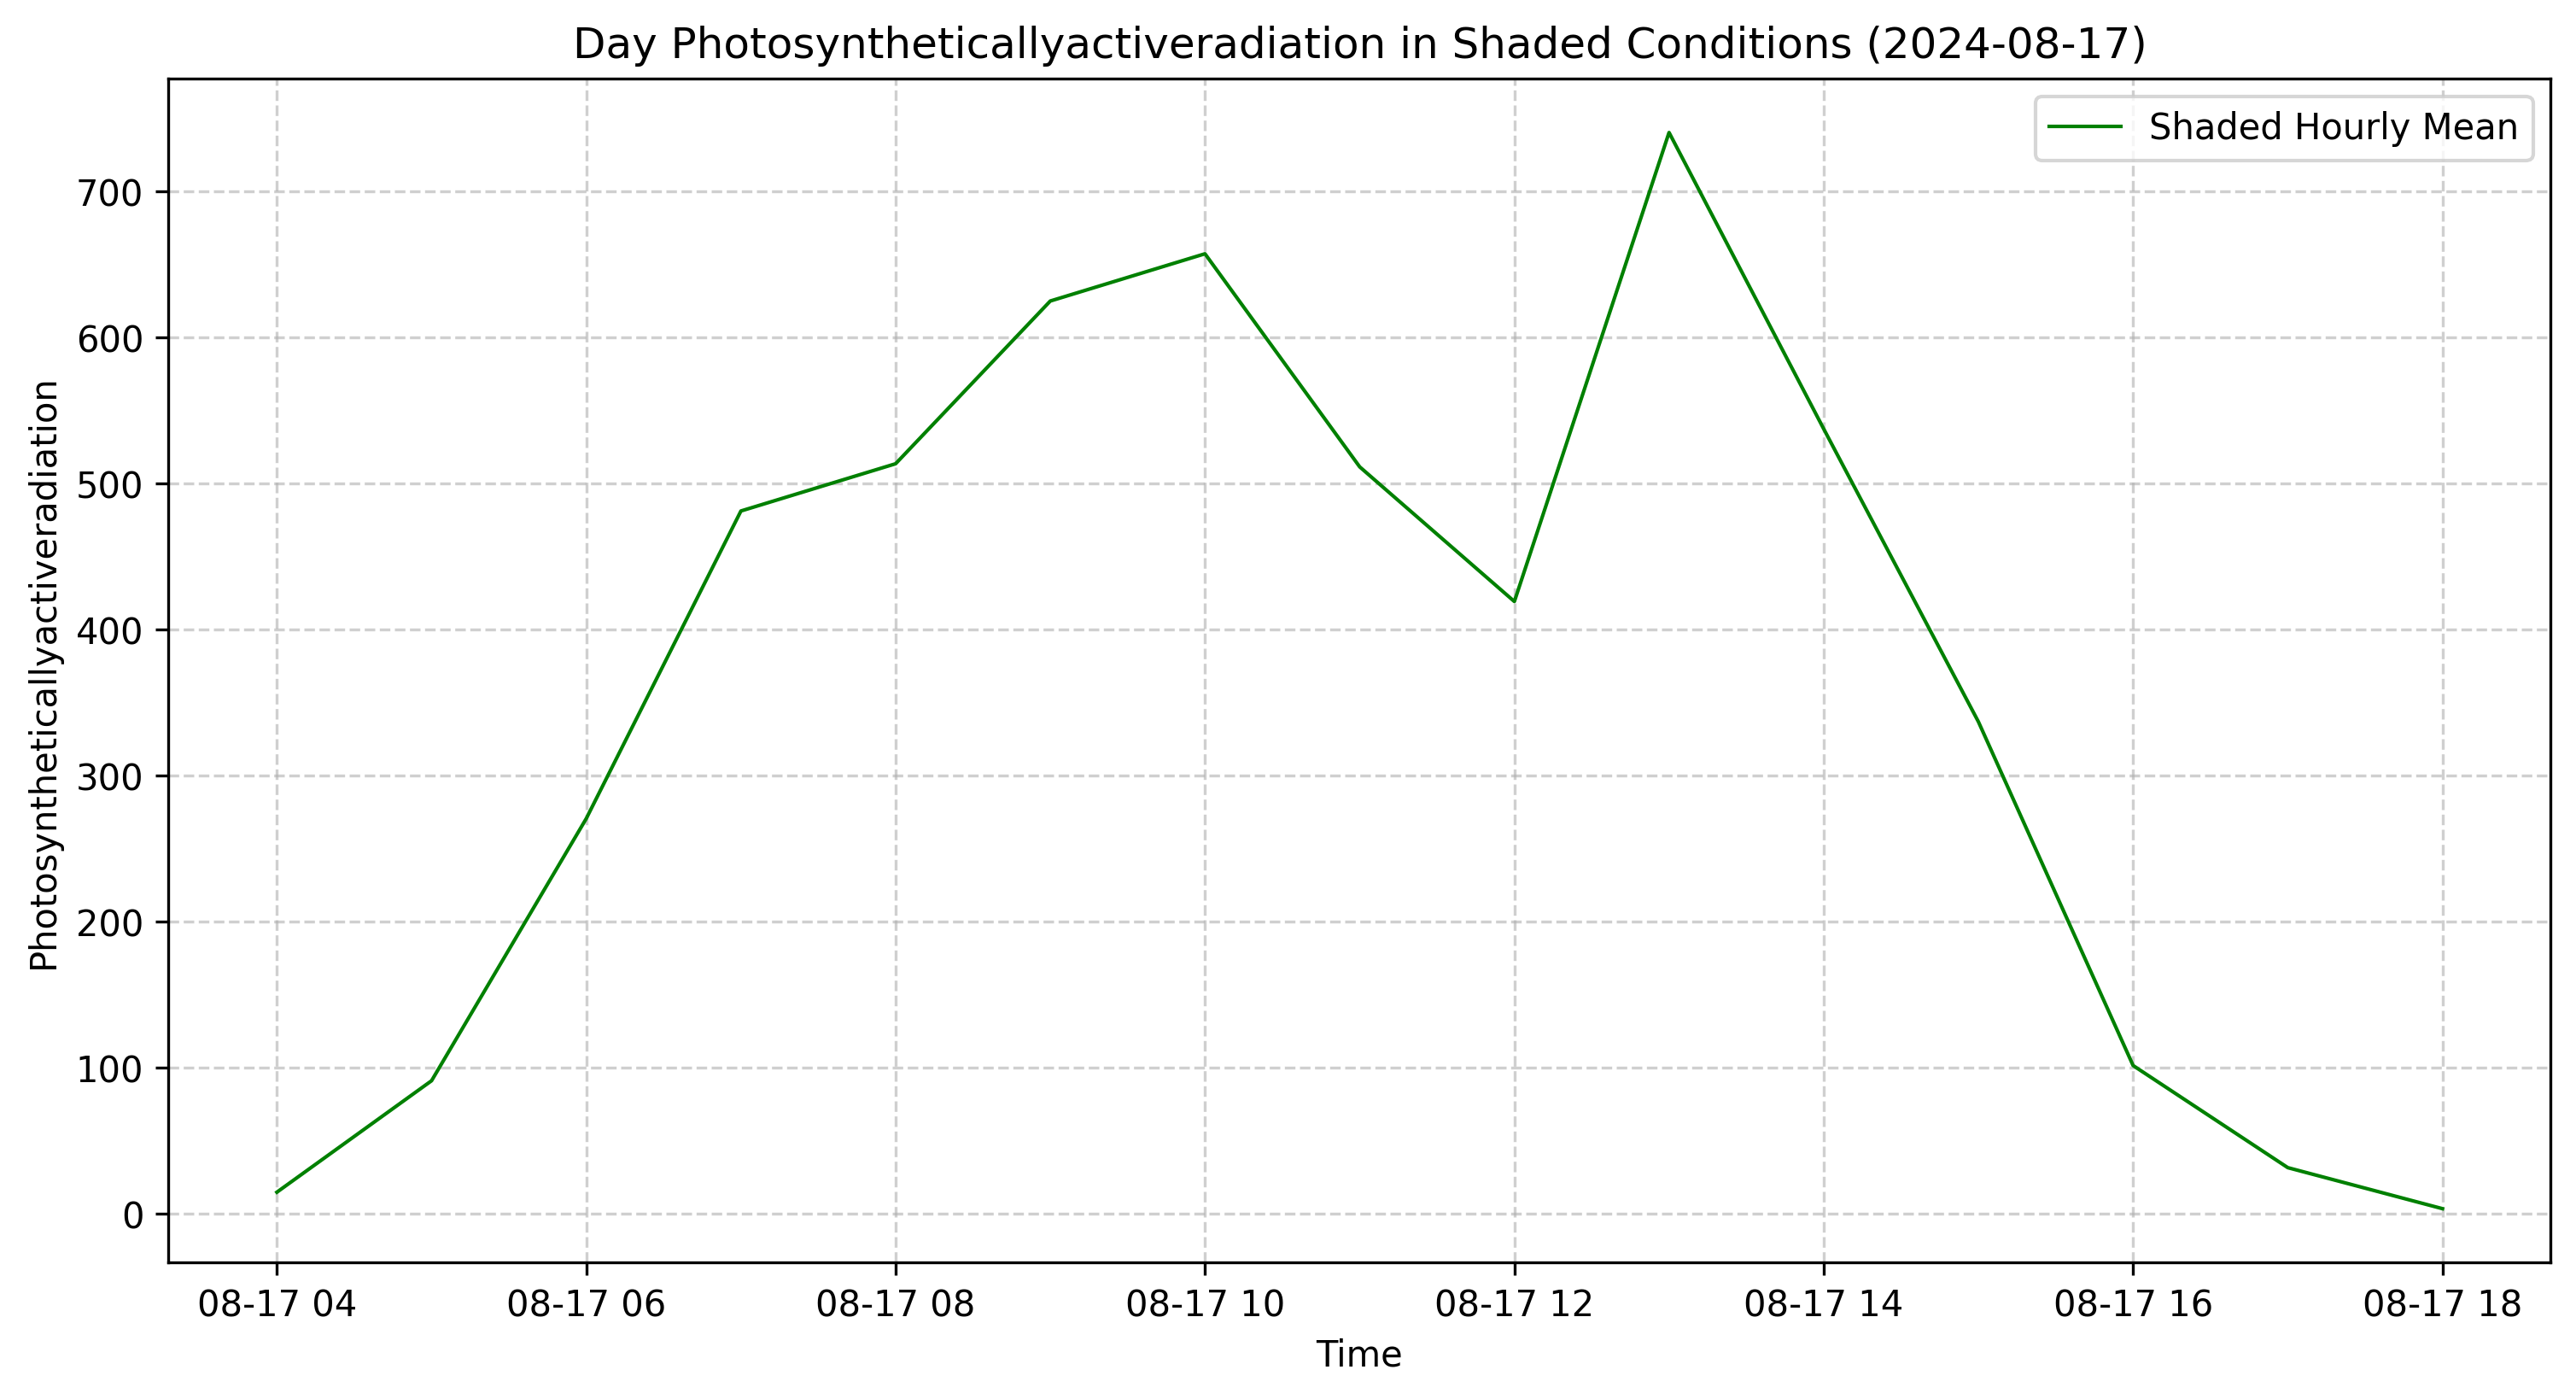 Day Photosyntheticallyactiveradiation in Shaded Conditions (2024-08-17)
Shaded Hourly Mean
Photosyntheticallyactiveradiation
700
600
500
400
300
200
100
0
08-17 04 08-17 06 08-17 08 08-17 10 08-17 12 08-17 14 08-17 16 08-17 18
Time